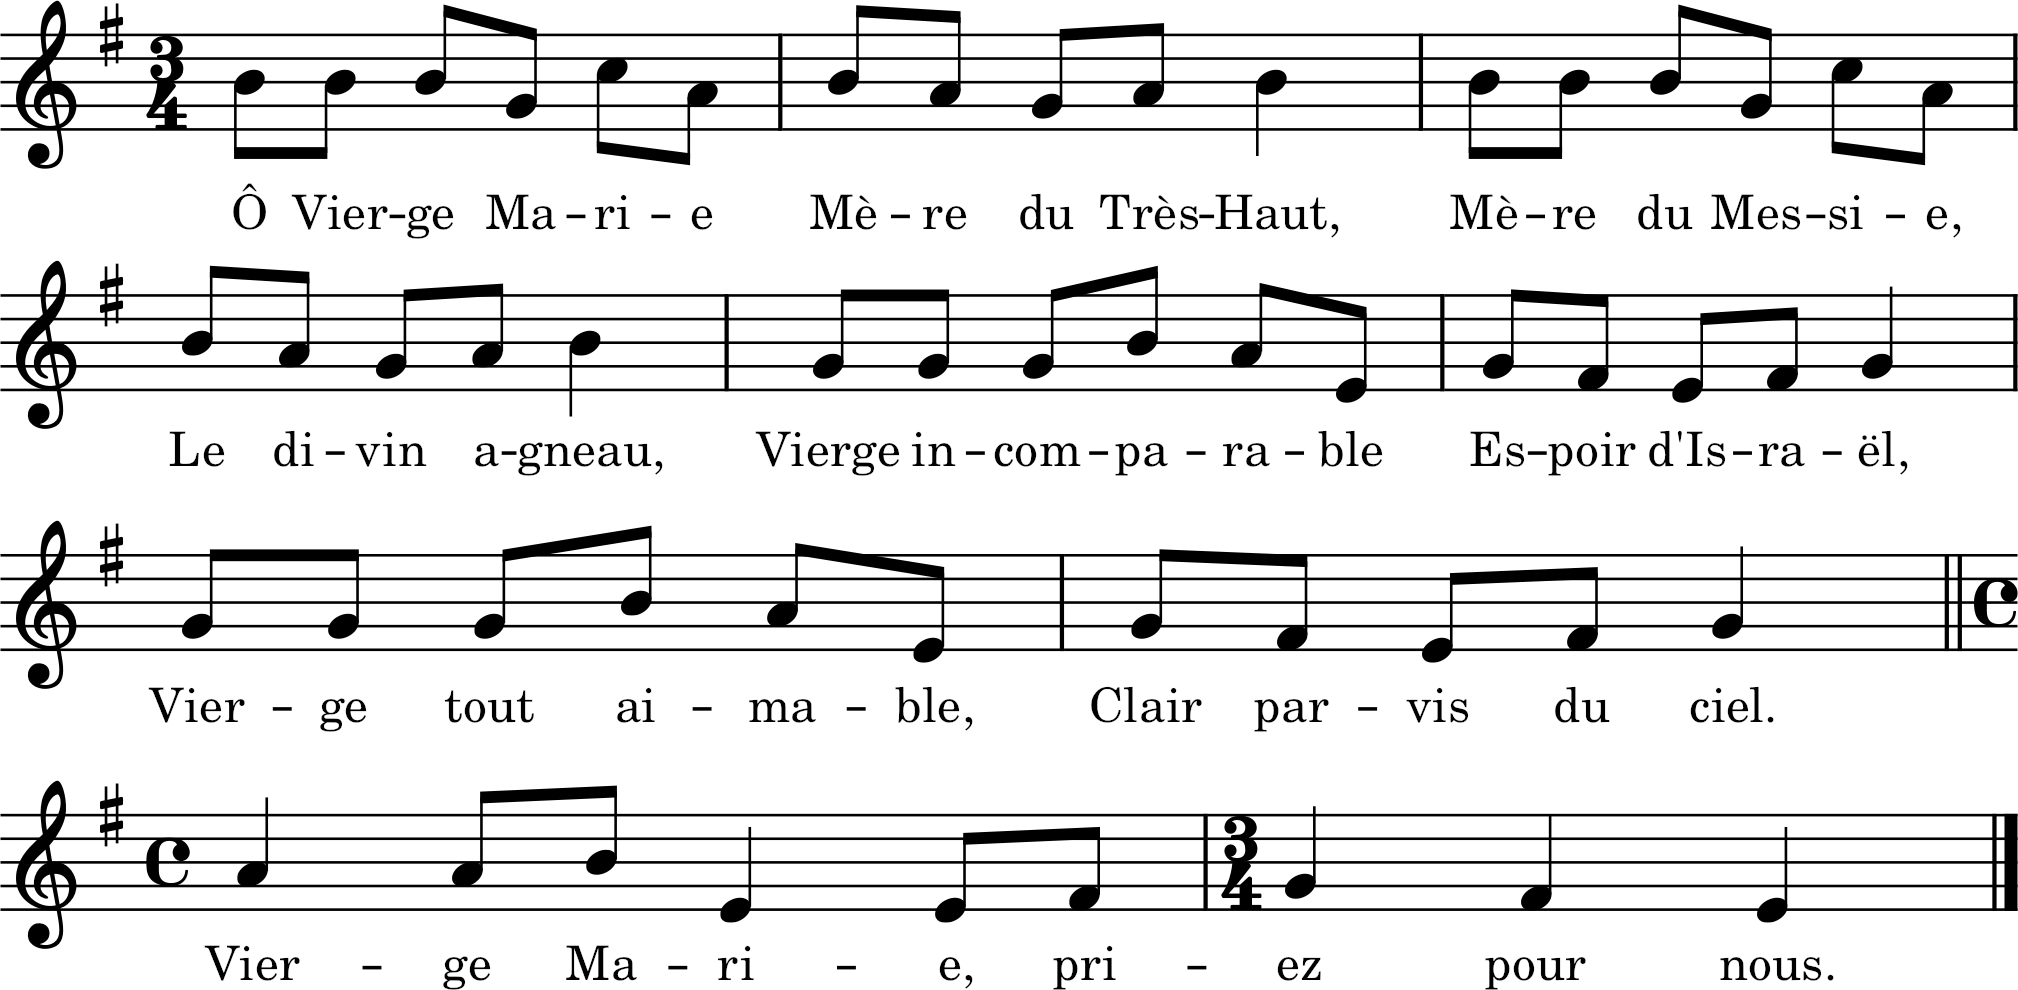 Ô Vier-ge Ma-ri-e Mè-re du Très-Haut, Mè-re du Mes-si-e,
Le di-vin a-gneau, Vierge in-com-pa-ra-ble Es-poir d'Is-ra-ël,
Vier-ge tout ai-ma-ble, Clair par-vis du ciel.
Vier-ge Ma-ri-e, pri-ez pour nous.